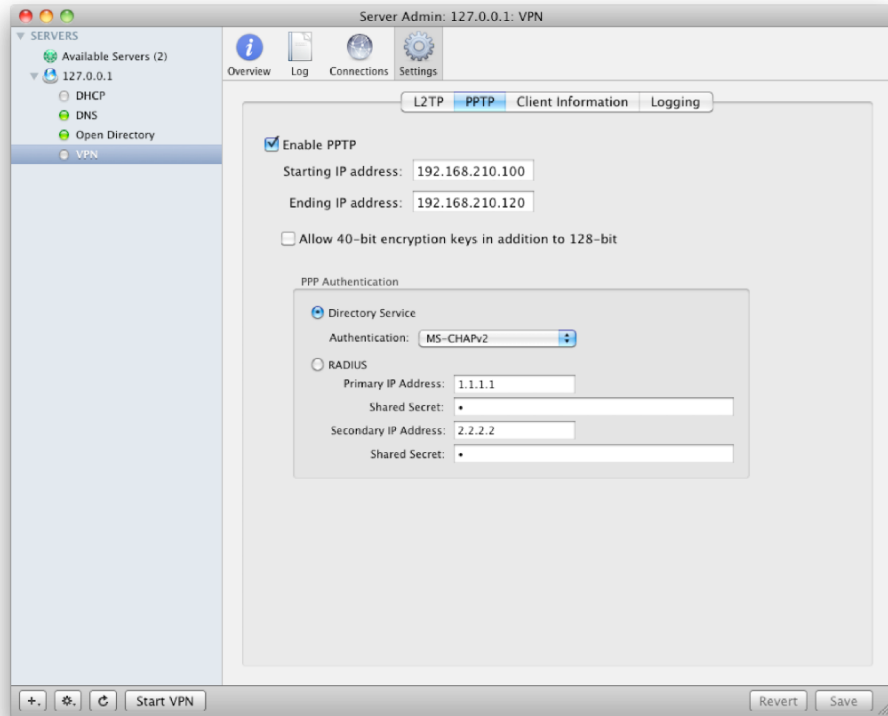 Server Admin: 127.0.0.1: VPN
SERVERS
Available Servers (2)
127.0.0.1
DHCP
DNS
Open Directory
VPN
Overview Log Connections Settings
L2TP PPTP Client Information Logging
Enable PPTP
Starting IP address: 192.168.210.100
Ending IP address: 192.168.210.120
Allow 40-bit encryption keys in addition to 128-bit
PPP Authentication
Directory Service
Authentication: MS-CHAPv2
RADIUS
Primary IP Address: 1.1.1.1
Shared Secret: •
Secondary IP Address: 2.2.2.2
Shared Secret: •
Start VPN Revert Save